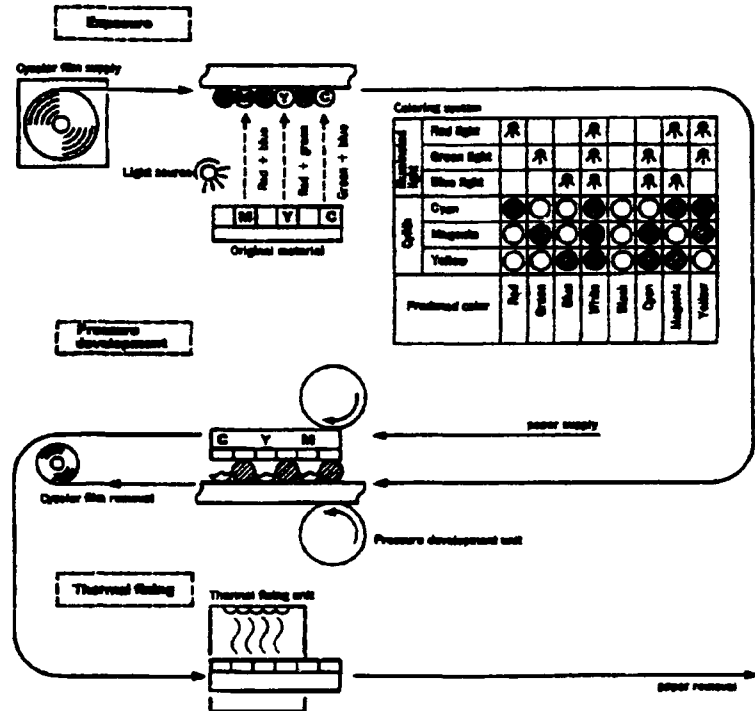 Exposure
Cycolor film supply
M Y C
Light source
Red + blue
Red + green
Green + blue
M Y C
Original material
Coloring system
Illuminated light
Red light
Green light
Blue light
Cyan
Magenta
Yellow
Produced color
Red
Green
Blue
White
Black
Cyan
Magenta
Yellow
Pressure
development
C Y M
paper supply
Cycolor film removal
Pressure development unit
Thermal fixing
Thermal fixing unit
paper removal